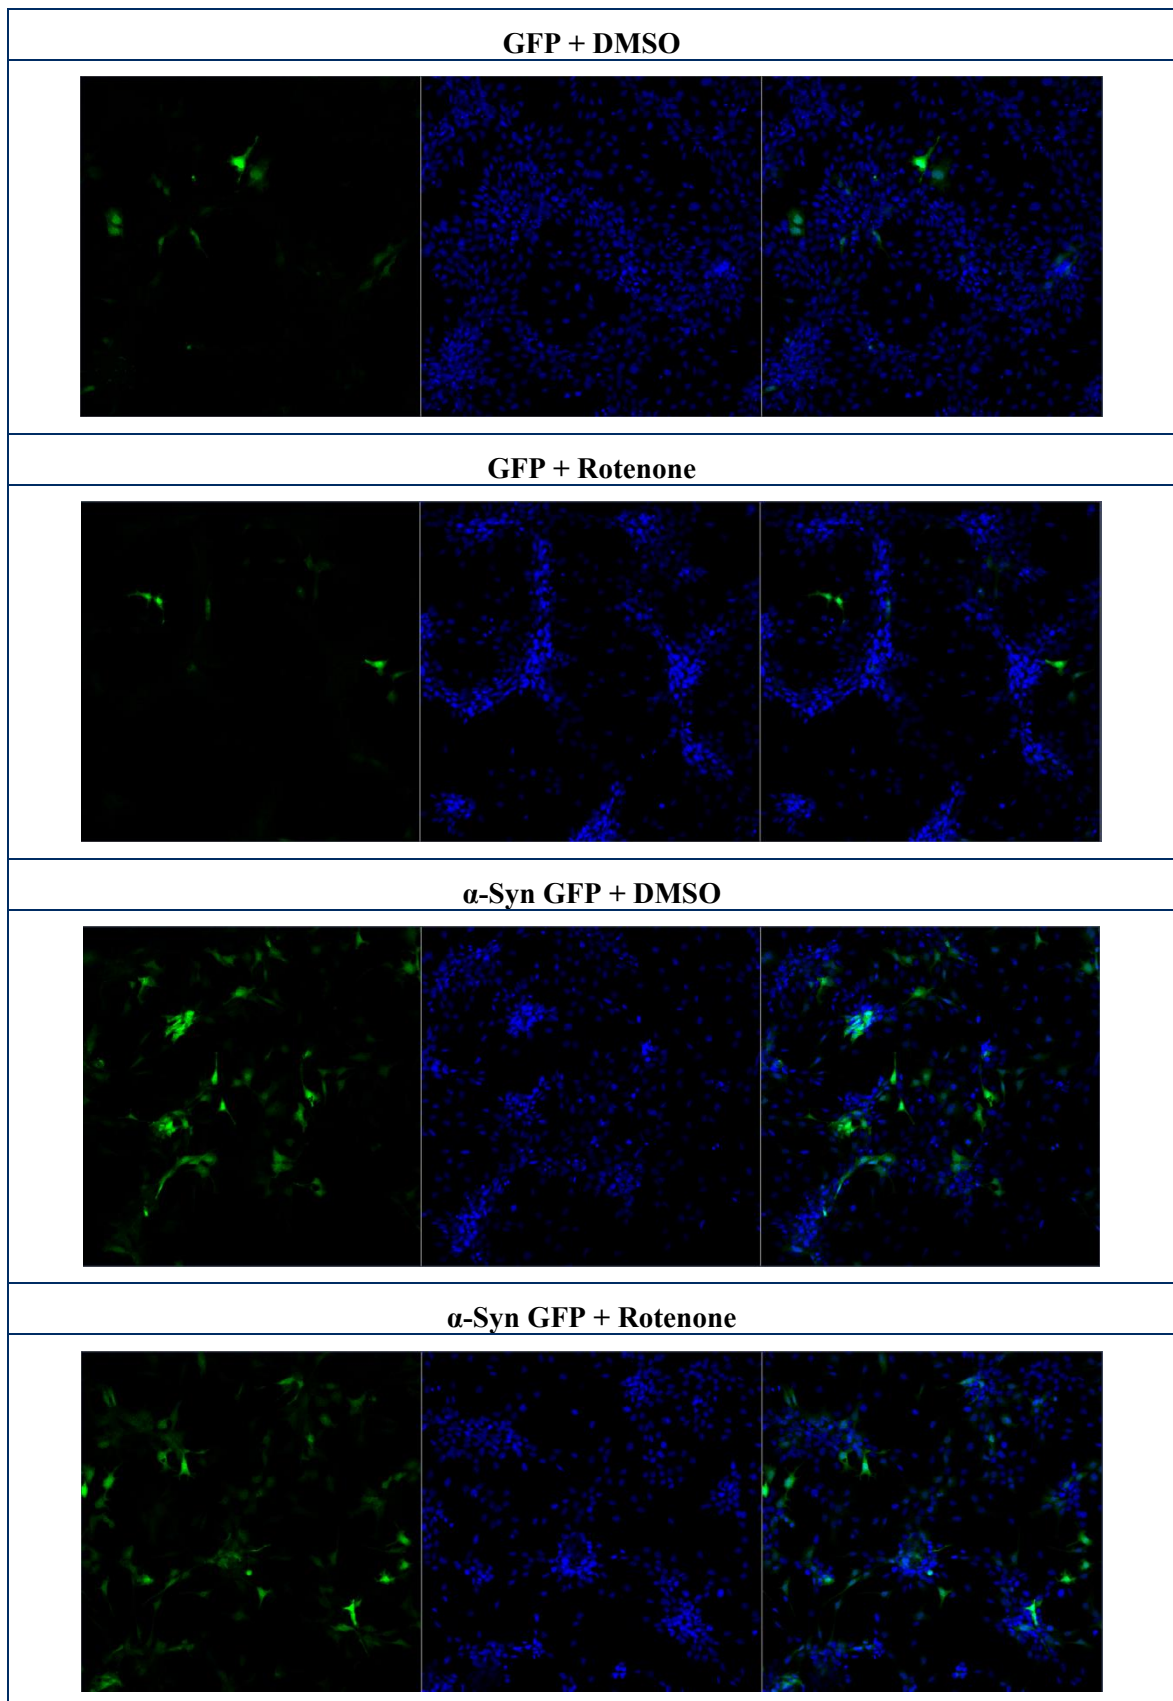 GFP + DMSO
GFP + Rotenone
α-Syn GFP + DMSO
α-Syn GFP + Rotenone